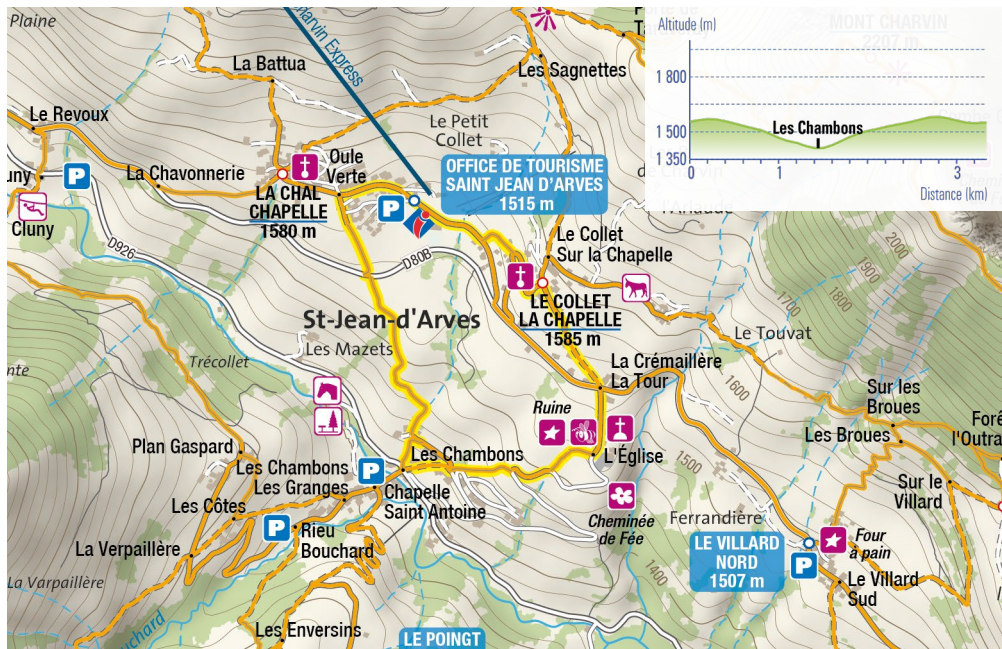 Plaine
Charvin Express
La Battua
Les Sagnettes
Altitude (m)
MONT CHARVIN
2207 m
1 800
1 500
1 350
Les Chambons
0
1
2
3
Distance (km)
Le Revoux
Le Petit
Collet
Oule
Verte
OFFICE DE TOURISME
SAINT JEAN D'ARVES
1515 m
P
La Chavonnerie
LA CHAL
CHAPELLE
1580 m
P
Cluny
D926
D80B
l'Arlaud
Le Collet
Sur la Chapelle
2000
1900
1800
1700
1600
LE COLLET
LA CHAPELLE
1585 m
St-Jean-d'Arves
Les Mazets
Le Touvat
Trécollet
La Crémaillère
La Tour
Sur les
Broues
Les Broues
Ruine
L'Église
Plan Gaspard
Les Chambons
P
Les Chambons
Les Granges
Chapelle
Saint Antoine
1500
Sur le
Villard
Les Côtes
Cheminée
de Fée
Ferrandière
P
Rieu
Bouchard
La Verpaillère
LE VILLARD
NORD
1507 m
Four
à pain
P
1400
La Varpaillère
Le Villard
Sud
Les Enversins
LE POINGT